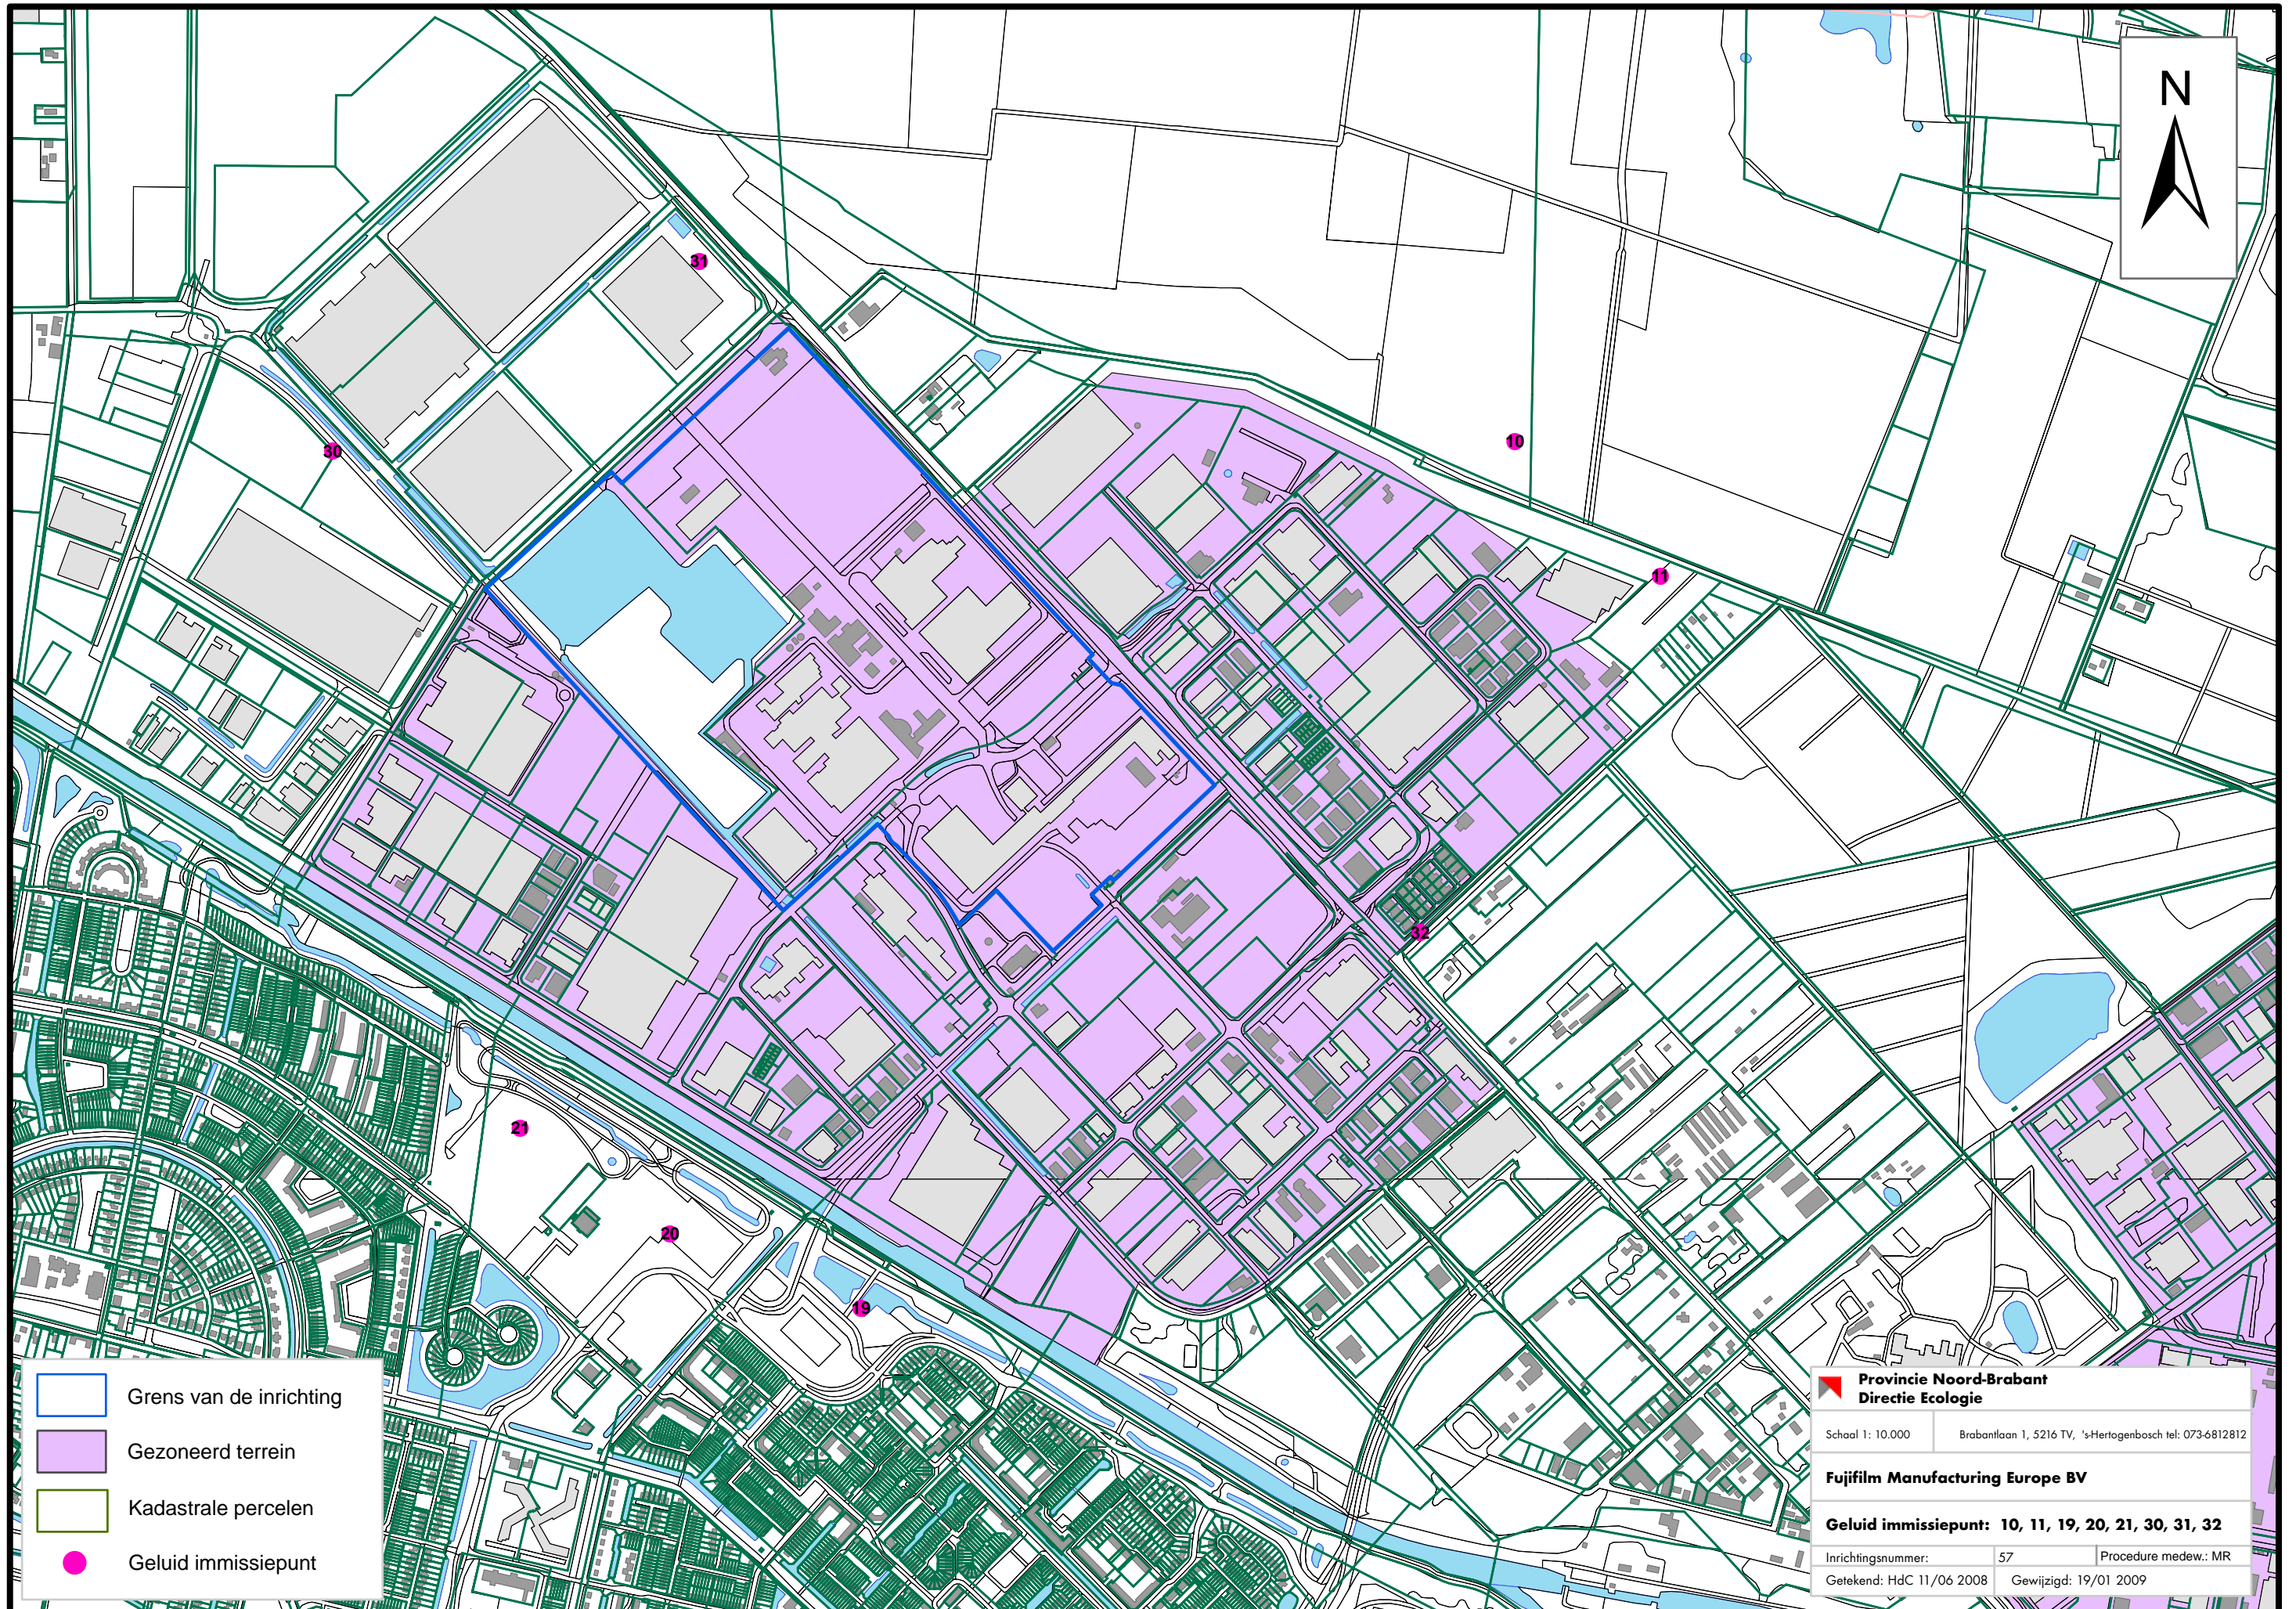 N
31
30
10
11
32
21
20
19
Grens van de inrichting
Gezoneerd terrein
Kadastrale percelen
Geluid immissiepunt
Provincie Noord-Brabant
Directie Ecologie
Schaal 1: 10.000 Brabantlaan 1, 5216 TV, 's-Hertogenbosch tel: 073-6812812
Fujifilm Manufacturing Europe BV
Geluid immissiepunt: 10, 11, 19, 20, 21, 30, 31, 32
Inrichtingsnummer: 57 Procedure medew.: MR
Getekend: HdC 11/06 2008 Gewijzigd: 19/01 2009